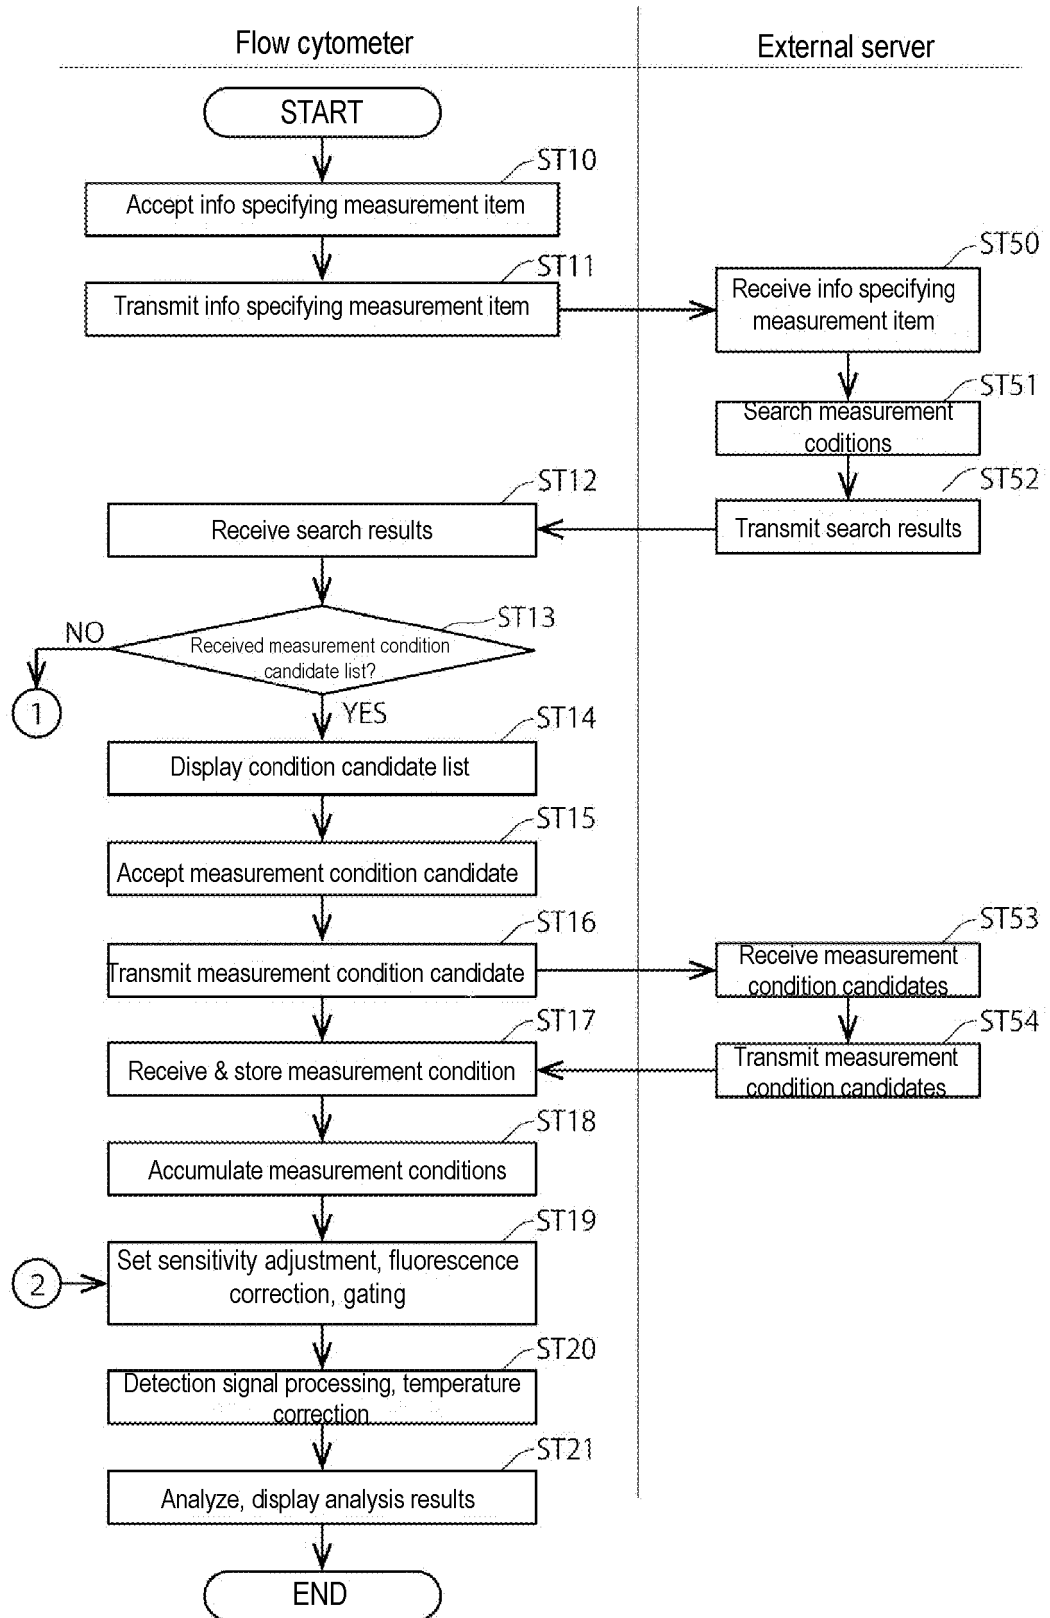 Flow cytometer
External server
START
ST10
Accept info specifying measurement item
ST11
Transmit info specifying measurement item
ST50
Receive info specifying
measurement item
ST51
Search measurement
coditions
ST52
Transmit search results
ST12
Receive search results
ST13
Received measurement condition
candidate list?
NO
1
YES
ST14
Display condition candidate list
ST15
Accept measurement condition candidate
ST16
Transmit measurement condition candidate
ST53
Receive measurement
condition candidates
ST54
Transmit measurement
condition candidates
ST17
Receive & store measurement condition
ST18
Accumulate measurement conditions
ST19
2
Set sensitivity adjustment, fluorescence
correction, gating
ST20
Detection signal processing, temperature
correction
ST21
Analyze, display analysis results
END